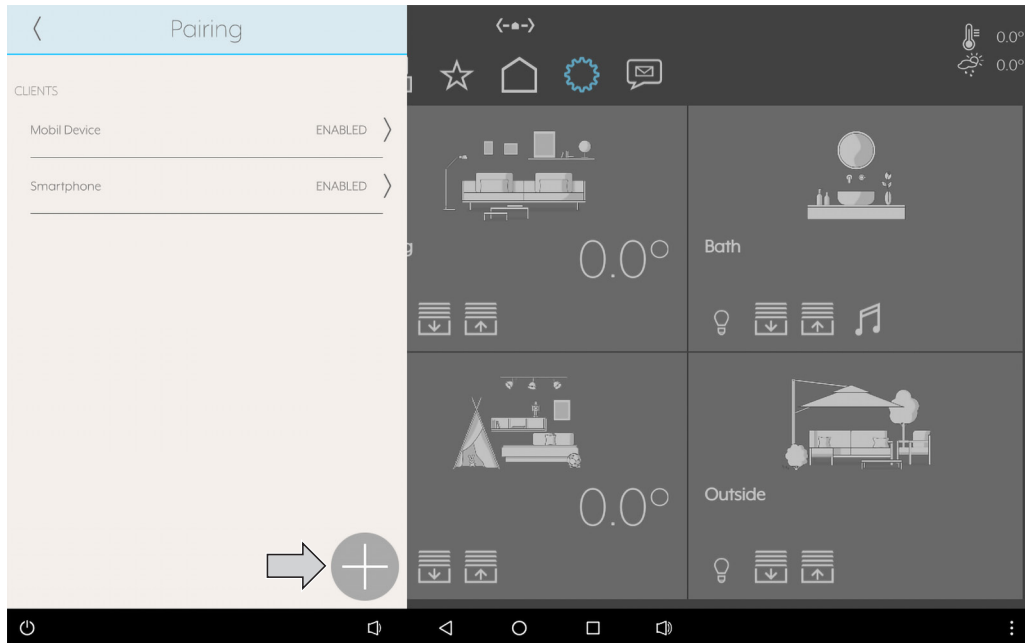 Pairing
0.0°
0.0°
CLIENTS
Mobil Device ENABLED
Smartphone ENABLED
g
0.0°
Bath
0.0°
Outside